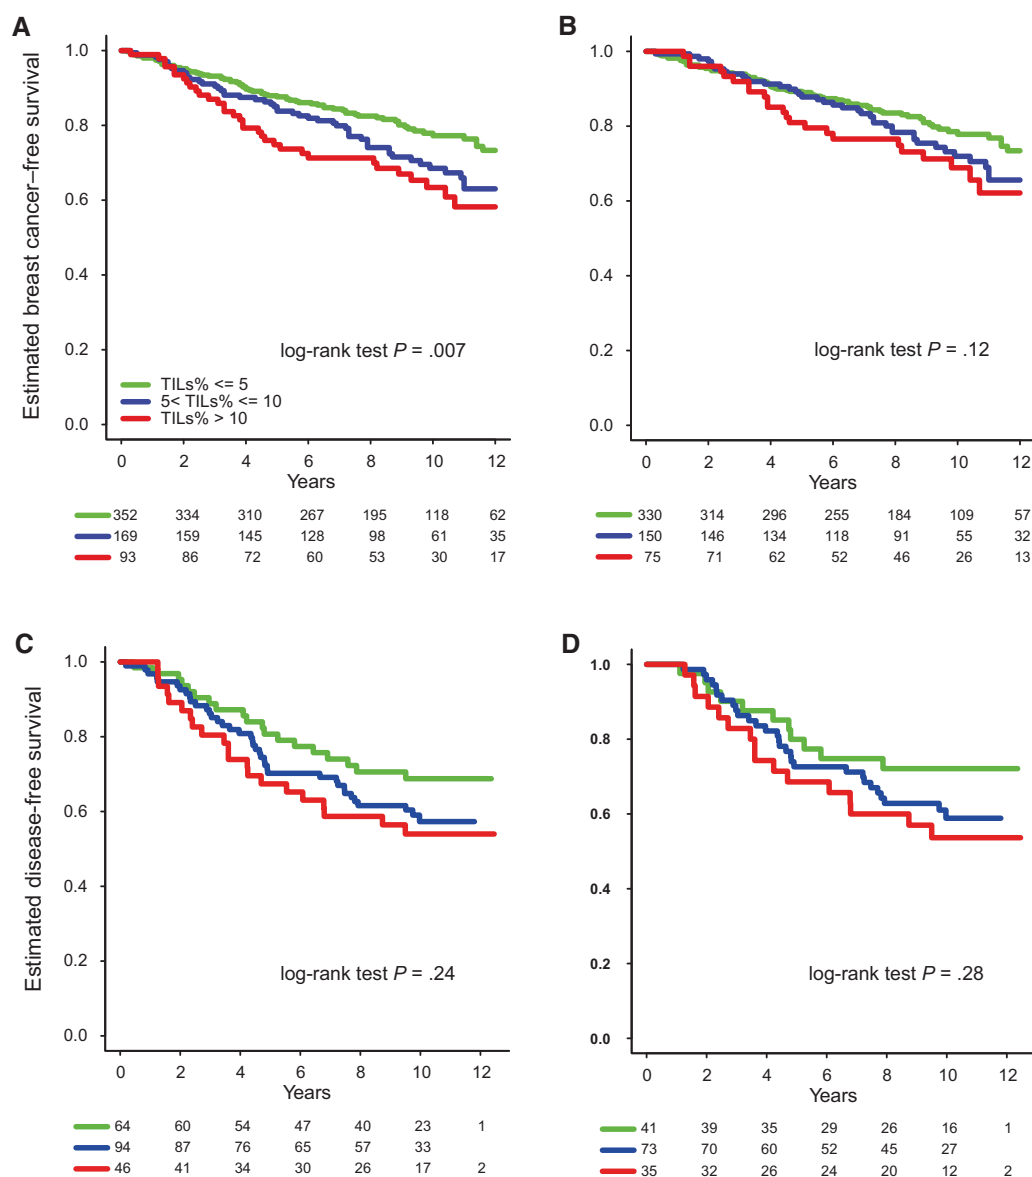 A
Estimated breast cancer–free survival
1.0
0.8
0.6
0.4
0.2
0.0
log-rank test P = .007
TILs% <= 5
5< TILs% <= 10
TILs% > 10
0 2 4 6 8 10 12
Years
352 334 310 267 195 118 62
169 159 145 128 98 61 35
93 86 72 60 53 30 17
B
1.0
0.8
0.6
0.4
0.2
0.0
log-rank test P = .12
0 2 4 6 8 10 12
Years
330 314 296 255 184 109 57
150 146 134 118 91 55 32
75 71 62 52 46 26 13
C
Estimated disease-free survival
1.0
0.8
0.6
0.4
0.2
0.0
log-rank test P = .24
0 2 4 6 8 10 12
Years
64 60 54 47 40 23 1
94 87 76 65 57 33
46 41 34 30 26 17 2
D
1.0
0.8
0.6
0.4
0.2
0.0
log-rank test P = .28
0 2 4 6 8 10 12
Years
41 39 35 29 26 16 1
73 70 60 52 45 27
35 32 26 24 20 12 2